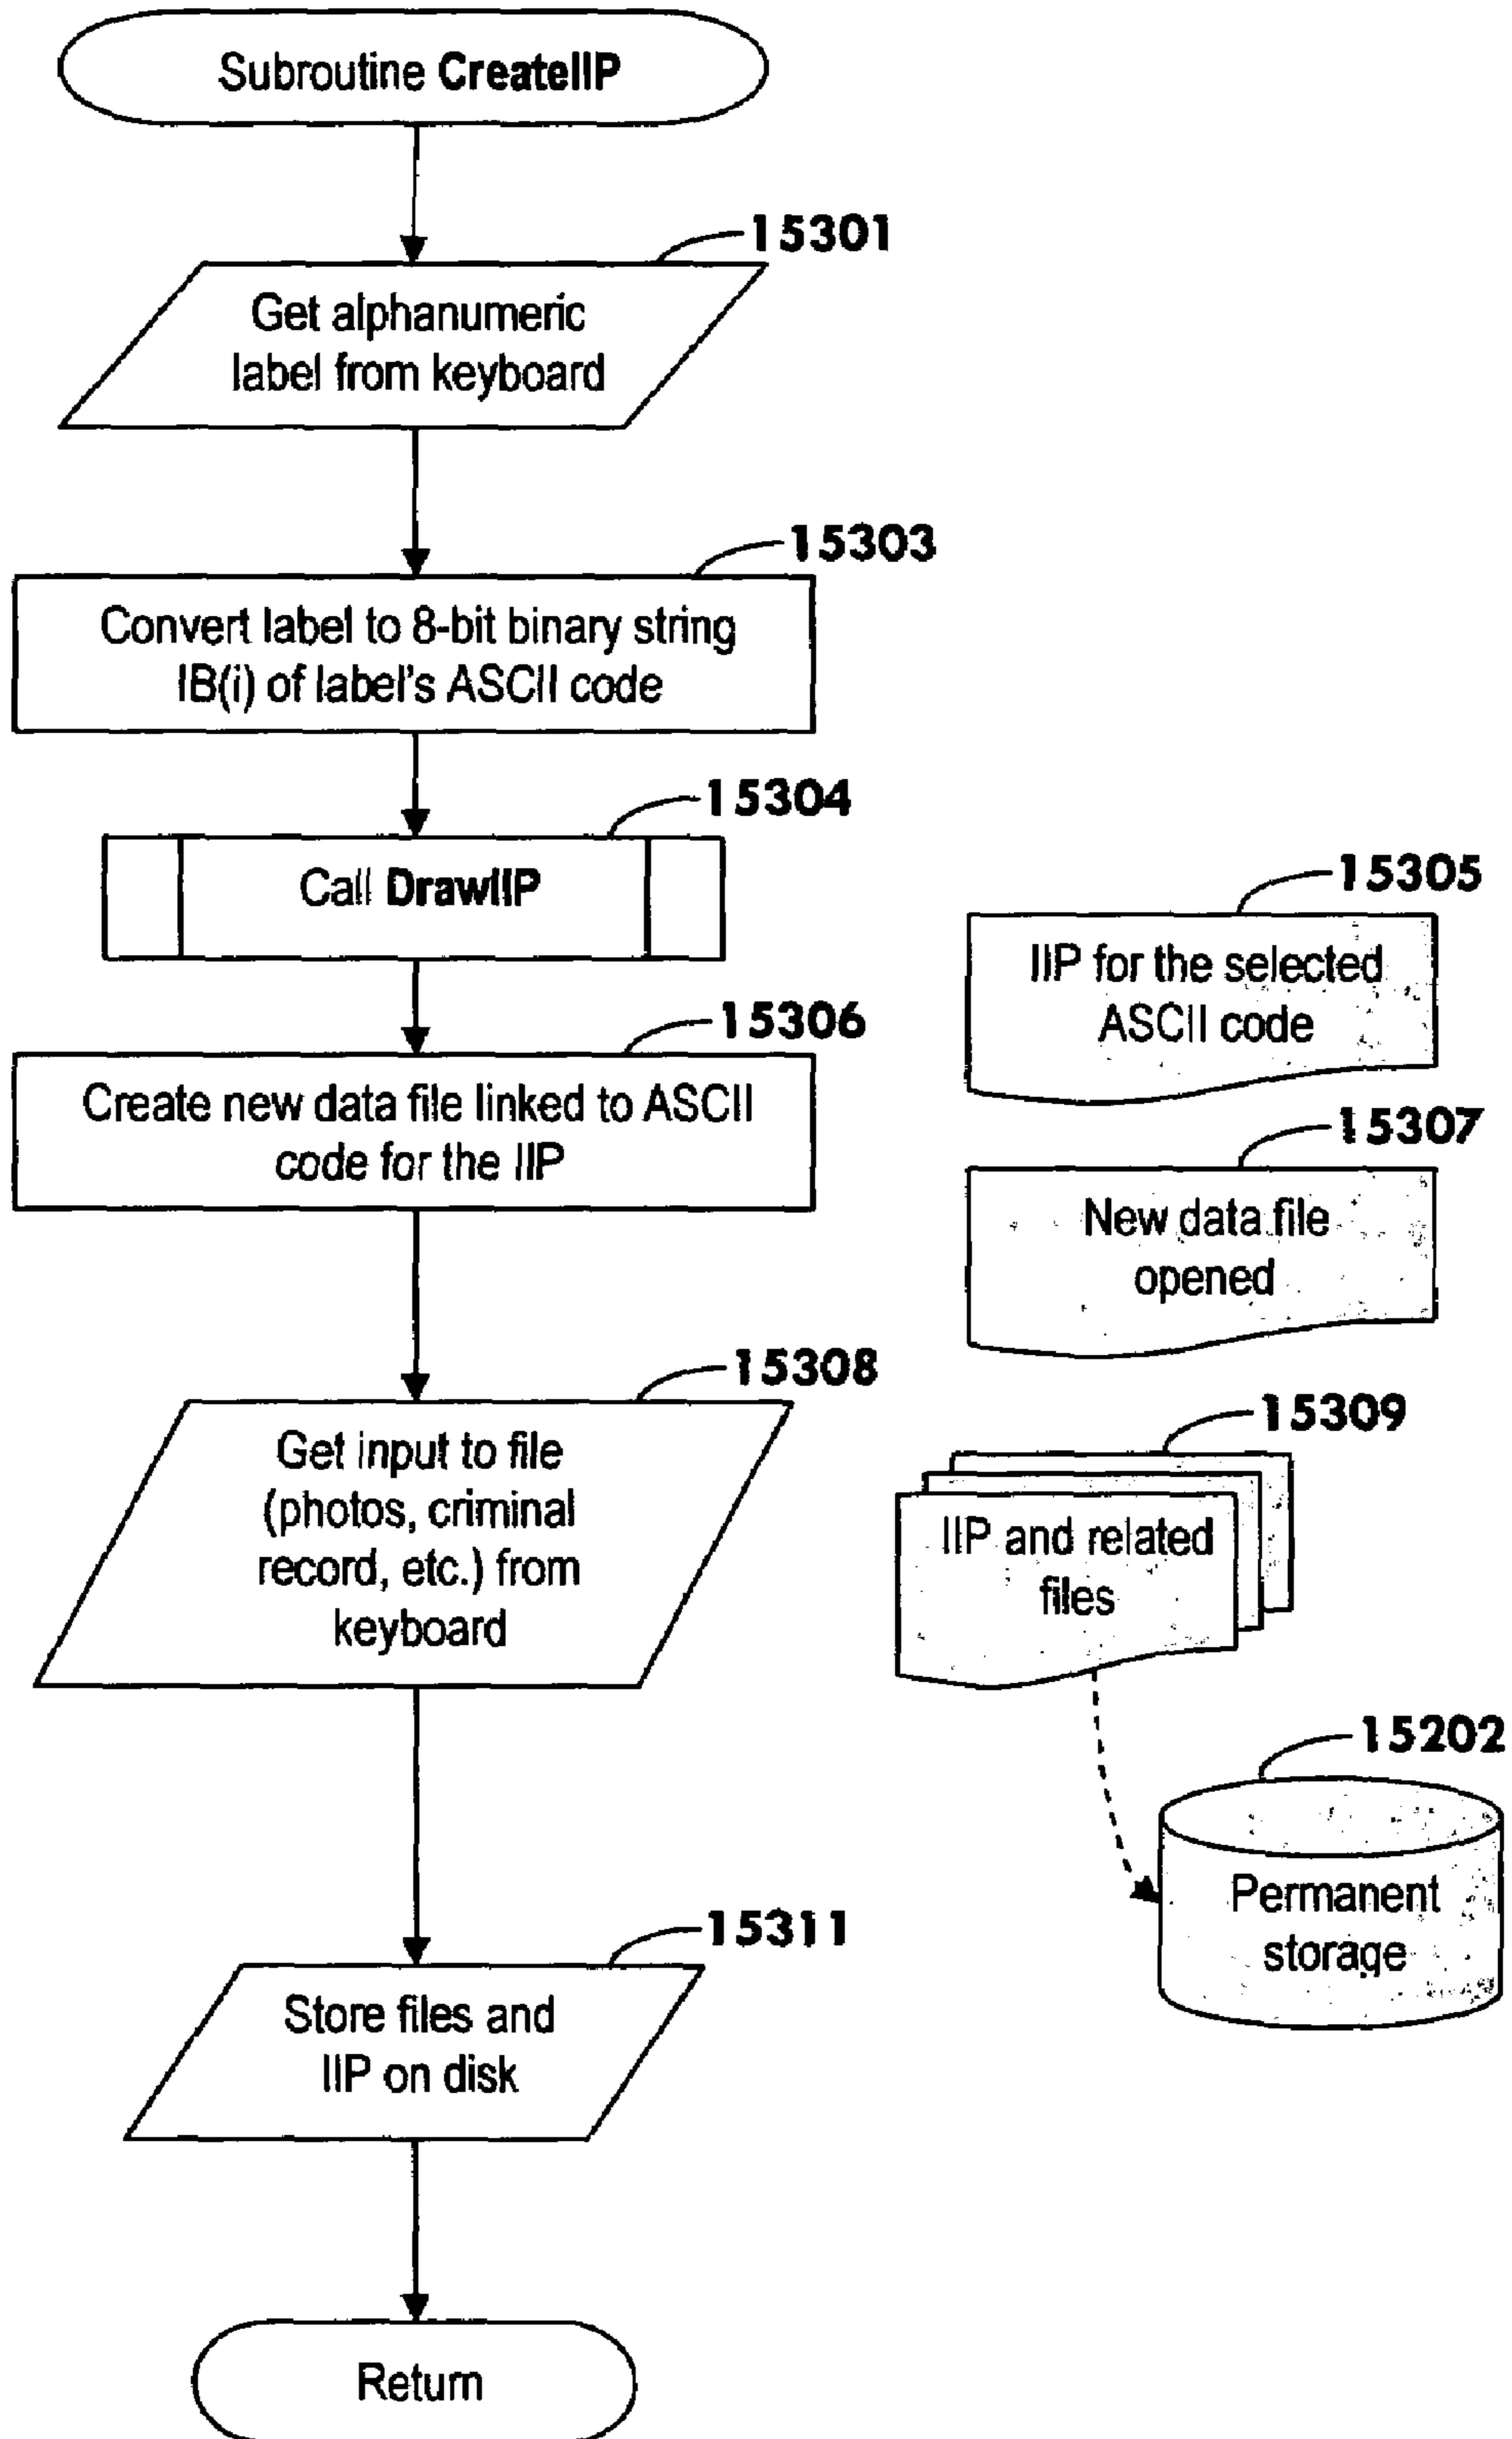 Subroutine CreateIIP
15301
Get alphanumeric
label from keyboard
15303
Convert label to 8-bit binary string
IB(i) of label's ASCII code
15304
Call DrawIIP
15305
IIP for the selected
ASCII code
15306
Create new data file linked to ASCII
code for the IIP
15307
New data file
opened
15308
Get input to file
(photos, criminal
record, etc.) from
keyboard
15309
IIP and related
files
15202
Permanent
storage
15311
Store files and
IIP on disk
Return